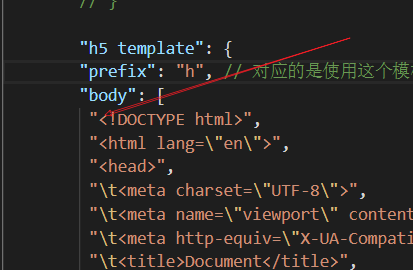 // }
"h5 template": {
"prefix": "h", // 对应的是使用这个模
"body": [
"<!DOCTYPE html>",
"<html lang=\"en\">",
"<head>",
"\t<meta charset=\"UTF-8\">",
"\t<meta name=\"viewport\" content
"\t<meta http-equiv=\"X-UA-Compati
"\t<title>Document</title>",